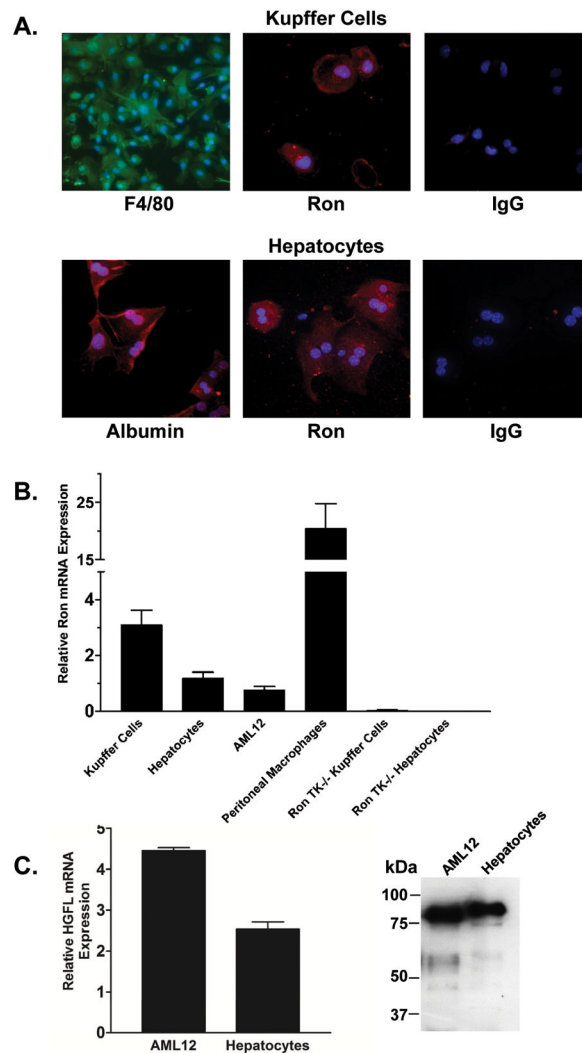 A.
Kupffer Cells
F4/80
Ron
IgG
Hepatocytes
Albumin
Ron
IgG
B.
Relative Ron mRNA Expression
25
15
4
2
0
Kupffer Cells
Hepatocytes
AML12
Peritoneal Macrophages
Ron TK-/- Kupffer Cells
Ron TK-/- Hepatocytes
C.
Relative HGFL mRNA
Expression
5
4
3
2
1
0
AML12
Hepatocytes
kDa
AML12
Hepatocytes
100
75
50
37